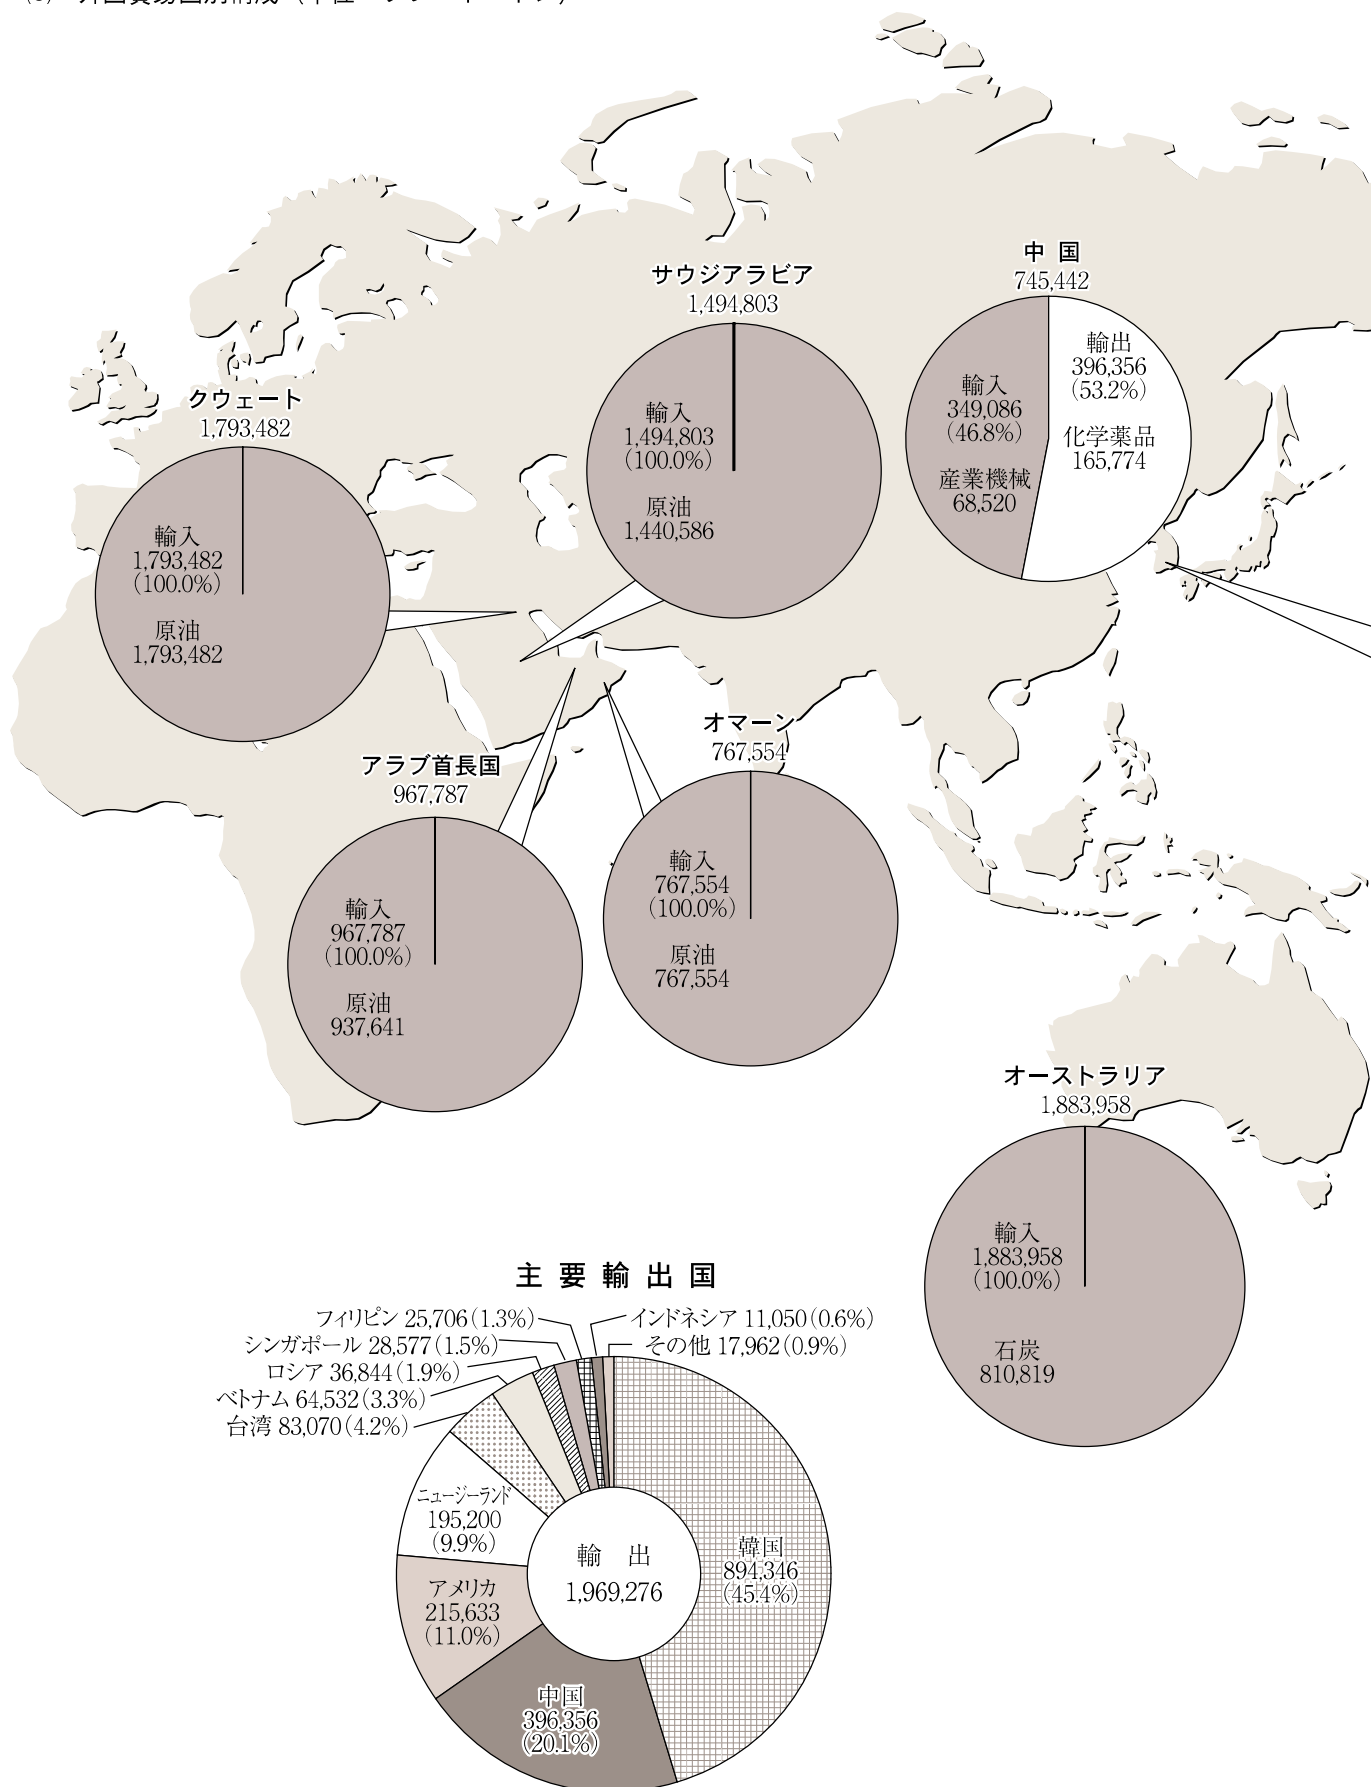 サウジアラビア
1,494,803
輸入
1,494,803
(100.0%)
原油
1,440,586
中国
745,442
輸出
396,356
(53.2%)
化学薬品
165,774
輸入
349,086
(46.8%)
産業機械
68,520
クウェート
1,793,482
輸入
1,793,482
(100.0%)
原油
1,793,482
アラブ首長国
967,787
輸入
967,787
(100.0%)
原油
937,641
オマーン
767,554
輸入
767,554
(100.0%)
原油
767,554
オーストラリア
1,883,958
輸入
1,883,958
(100.0%)
石炭
810,819
主要輸出国
フィリピン 25,706(1.3%)
シンガポール 28,577(1.5%)
ロシア 36,844(1.9%)
ベトナム 64,532(3.3%)
台湾 83,070(4.2%)
インドネシア 11,050(0.6%)
その他 17,962(0.9%)
ニュージーランド
195,200
(9.9%)
アメリカ
215,633
(11.0%)
中国
396,356
(20.1%)
韓国
894,346
(45.4%)
輸出
1,969,276